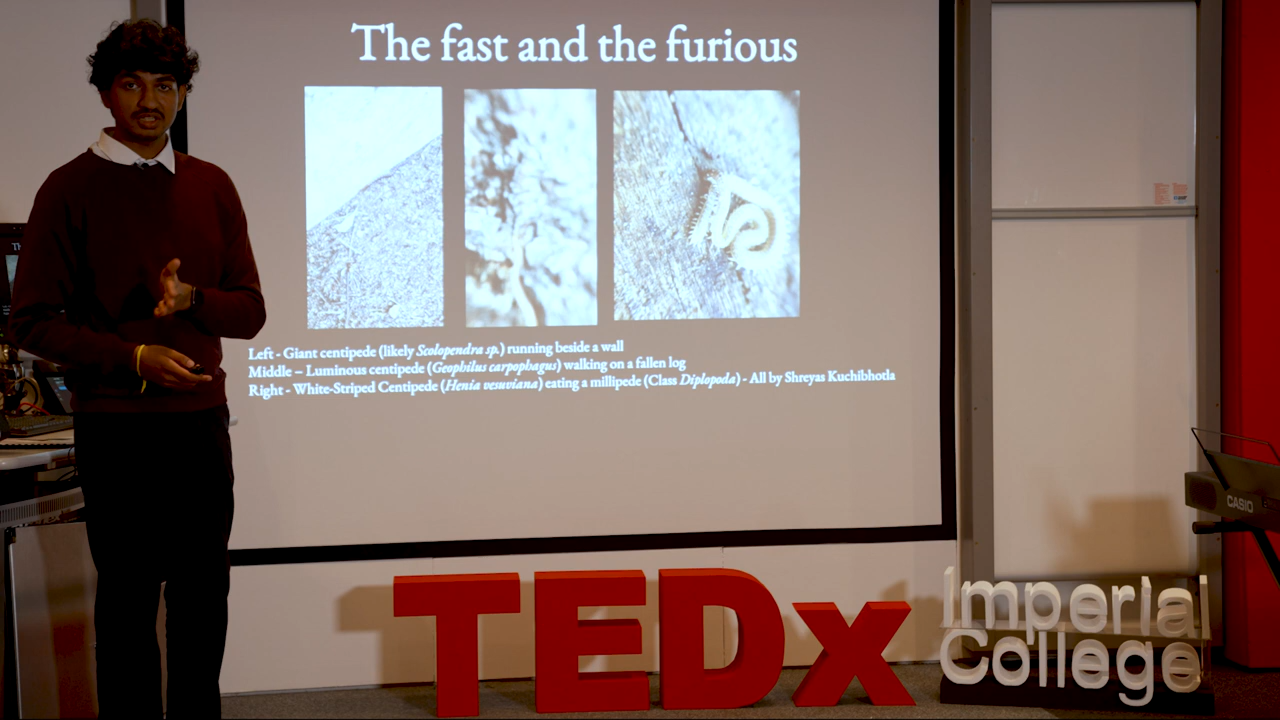 The fast and the furious
Left - Giant centipede (likely Scolopendra sp.) running beside a wall
Middle – Luminous centipede (Geophilus carpophagus) walking on a fallen log
Right - White-Striped Centipede (Henia vesuviana) eating a millipede (Class Diplopoda) - All by Shreyas Kuchibhotla
CASIO
TEDx
Imperial
College